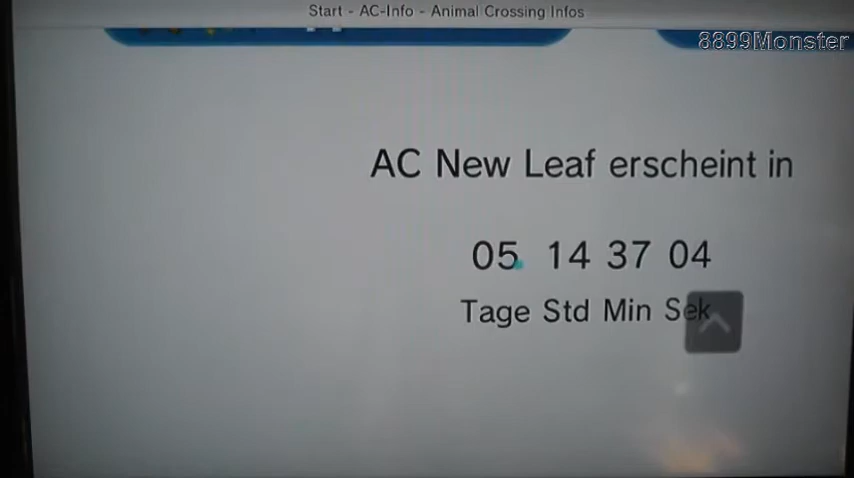 Start - AC-Info - Animal Crossing Infos
8899Monster
AC New Leaf erscheint in
05 14 37 04
Tage Std Min Sek